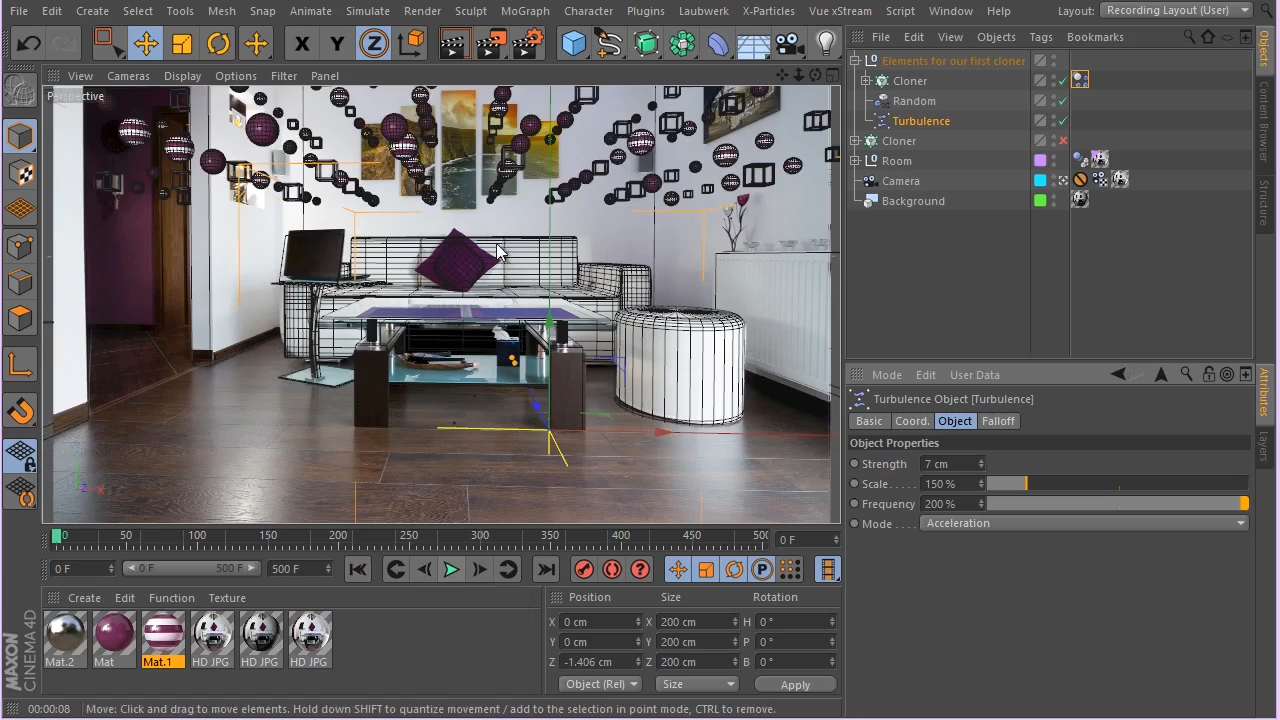 File Edit Create Select Tools Mesh Snap Animate Simulate Render Sculpt MoGraph Character Plugins Laubwerk X-Particles Vue xStream Script Window Help Layout: Recording Layout (User)
X Y Z
File Edit View Objects Tags Bookmarks
View Cameras Display Options Filter Panel
Perspective
Elements for our first cloner
Cloner
Random
Turbulence
Cloner
Room
Camera
Background
Objects
Content Browser
Structure
Mode Edit User Data
Turbulence Object [Turbulence]
Basic Coord. Object Falloff
Object Properties
Strength 7 cm
Scale. . . . . 150 %
Frequency 200 %
Mode . . . . Acceleration
Attributes
Layers
0 50 100 150 200 250 300 350 400 450 500 0 F
0 F 0 F 500 F 500 F
Create Edit Function Texture
Mat.2 Mat Mat.1 HD JPG HD JPG HD JPG
Position Size Rotation
X 0 cm X 200 cm H 0 °
Y 0 cm Y 200 cm P 0 °
Z -1.406 cm Z 200 cm B 0 °
Object (Rel) Size Apply
MAXON
CINEMA 4D
00:00:08 Move: Click and drag to move elements. Hold down SHIFT to quantize movement / add to the selection in point mode, CTRL to remove.